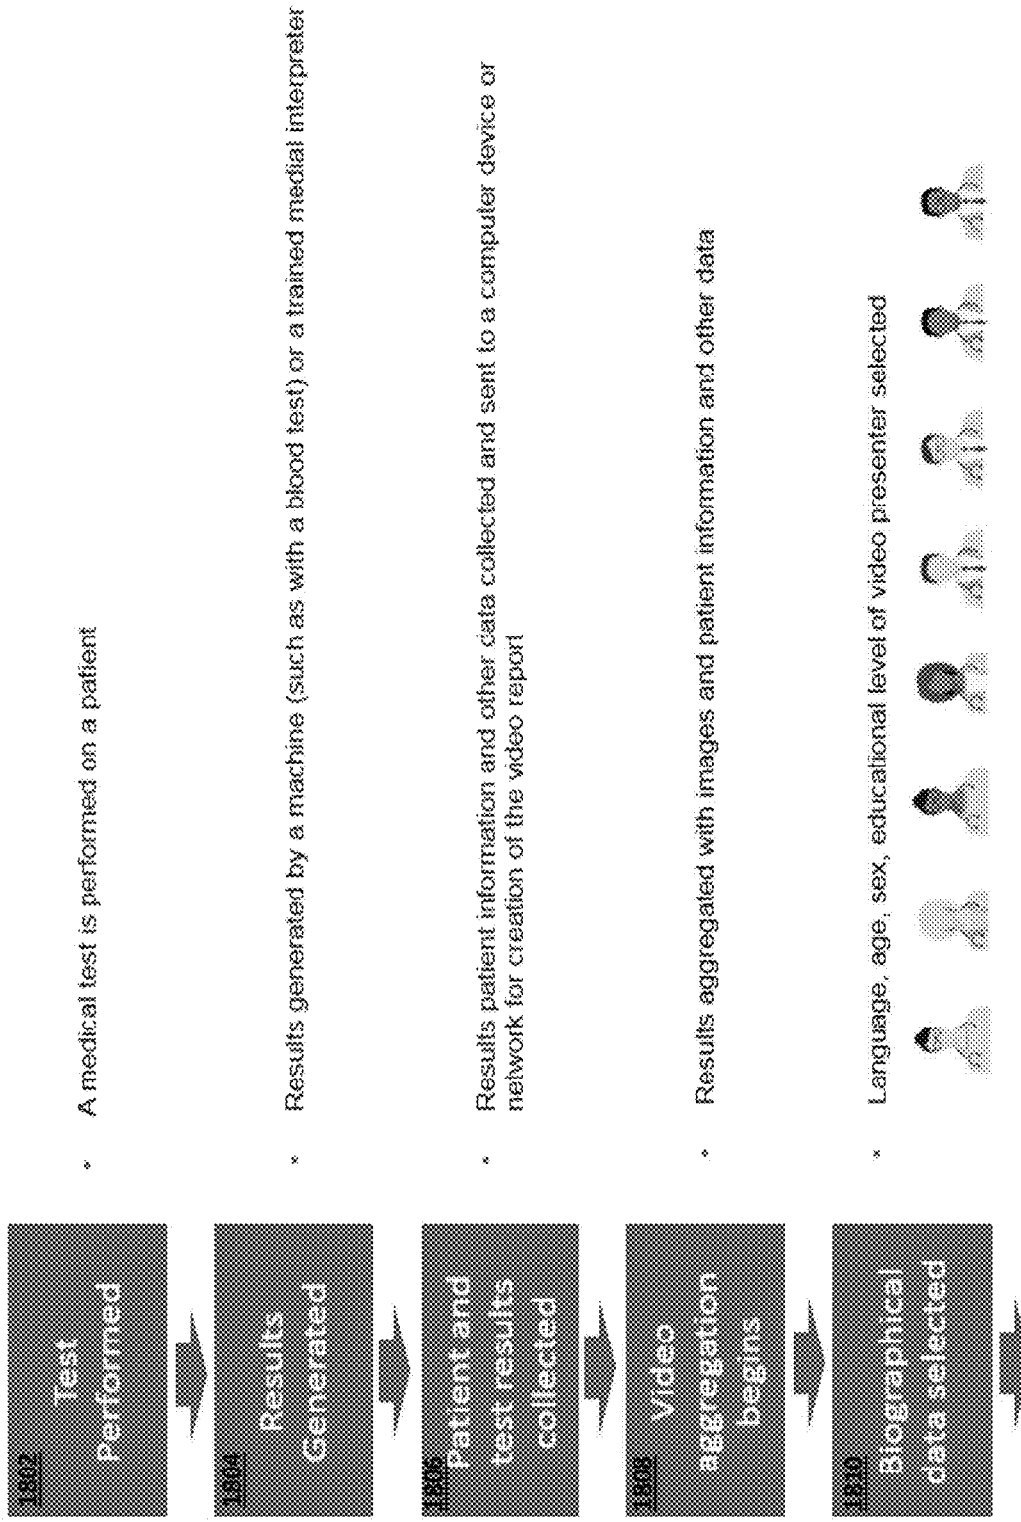 1802
Test
Performed
• A medical test is performed on a patient
1804
Results
Generated
• Results generated by a machine (such as with a blood test) or a trained medial interpreter
1806
Patient and
test results
collected
• Results patient information and other data collected and sent to a computer device or
network for creation of the video report
1808
Video
aggregation
begins
• Results aggregated with images and patient information and other data
1810
Biographical
data selected
• Language, age, sex, educational level of video presenter selected